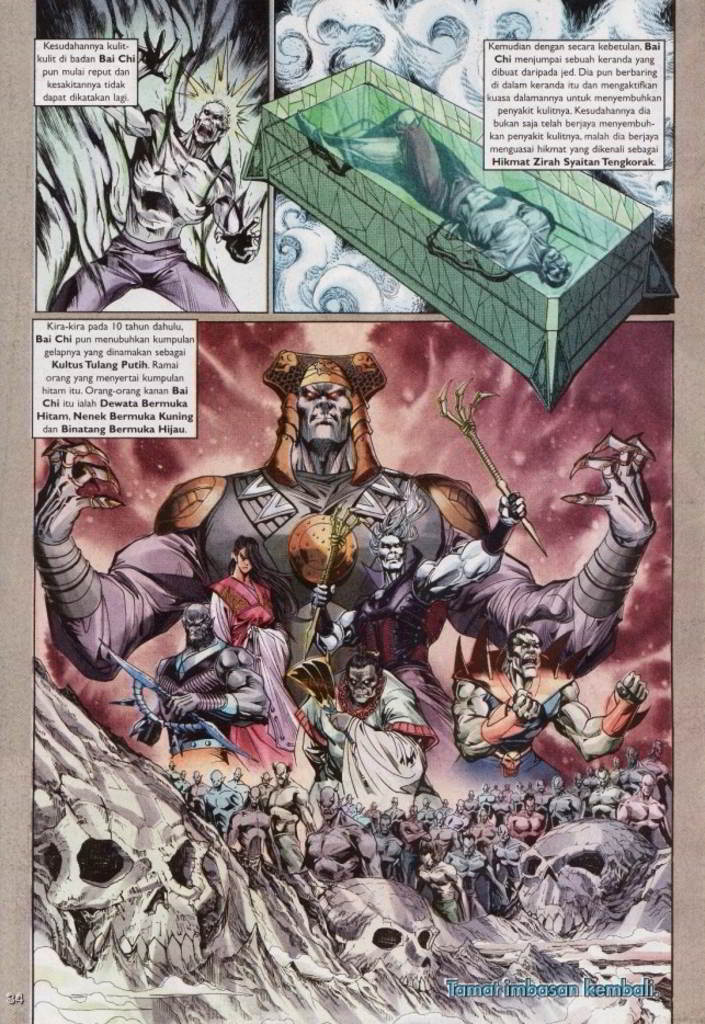 Kesudahannya kulit-
kulit di badan Bai Chi
pun mulai reput dan
kesakitannya tidak
dapat dikatakan lagi.
Kemudian dengan secara kebetulan, Bai
Chi menjumpai sebuah keranda yang
dibuat daripada jed. Dia pun berbaring
di dalam keranda itu dan mengaktifkan
kuasa dalamannya untuk menyembuhkan
penyakit kulitnya. Kesudahannya dia
bukan saja telah berjaya menyembuh-
kan penyakit kulitnya, malah dia berjaya
menguasai hikmat yang dikenali sebagai
Hikmat Zirah Syaitan Tengkorak.
Kira-kira pada 10 tahun dahulu,
Bai Chi pun menubuhkan kumpulan
gelapnya yang dinamakan sebagai
Kultus Tulang Putih. Ramai
orang yang menyertai kumpulan
hitam itu. Orang-orang kanan Bai
Chi itu ialah Dewata Bermuka
Hitam, Nenek Bermuka Kuning
dan Binatang Bermuka Hijau.
Tamat imbasan kembali.
34